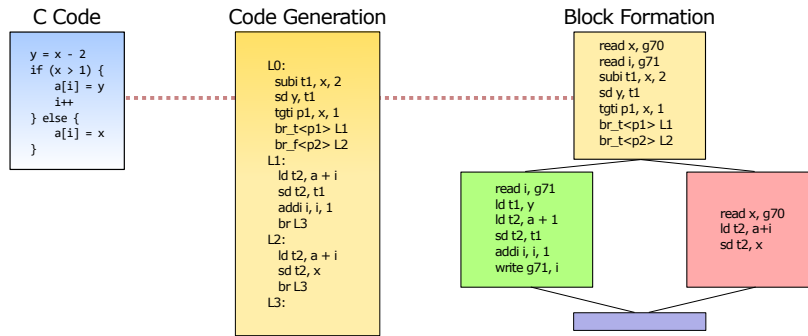 C Code
y = x - 2
if (x > 1) {
a[i] = y
i++
} else {
a[i] = x
}
Code Generation
L0:
subi t1, x, 2
sd y, t1
tgti p1, x, 1
br_t<p1> L1
br_f<p2> L2
L1:
ld t2, a + i
sd t2, t1
addi i, i, 1
br L3
L2:
ld t2, a + i
sd t2, x
br L3
L3:
Block Formation
read x, g70
read i, g71
subi t1, x, 2
sd y, t1
tgti p1, x, 1
br_t<p1> L1
br_t<p2> L2
read i, g71
ld t1, y
ld t2, a + 1
sd t2, t1
addi i, i, 1
write g71, i
read x, g70
ld t2, a+i
sd t2, x